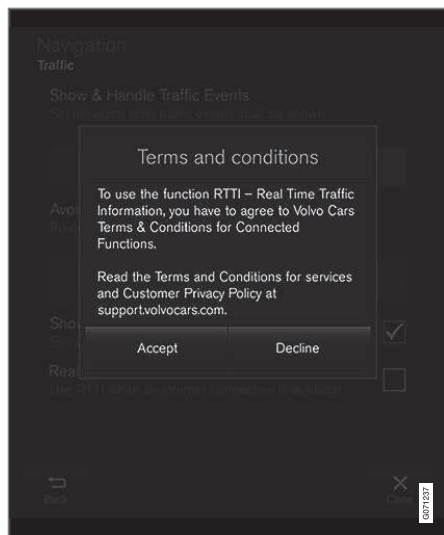 Navigation
Traffic
Show & Handle Traffic Events
Terms and conditions
To use the function RTTI – Real Time Traffic
Information, you have to agree to Volvo Cars
Terms & Conditions for Connected
Functions.
Read the Terms and Conditions for services
and Customer Privacy Policy at
support.volvocars.com.
Accept
Decline
Back
Close
G071237